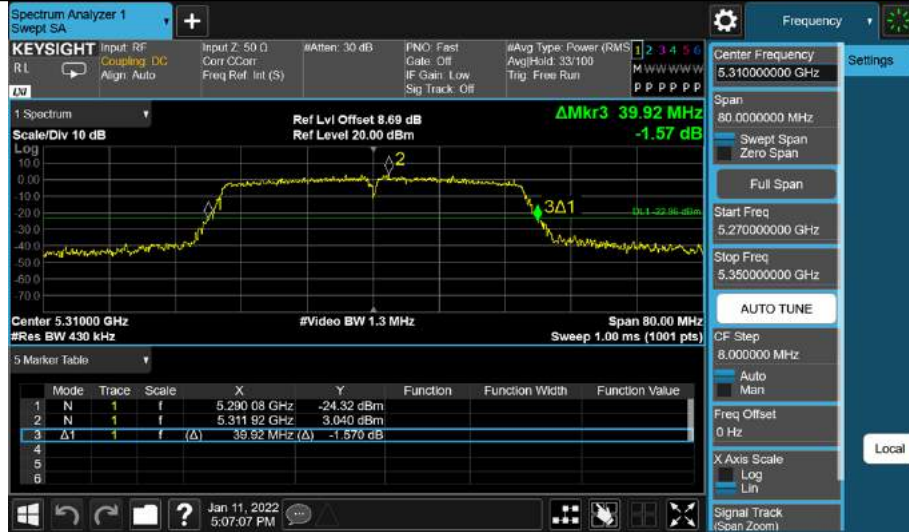 Spectrum Analyzer 1
Swept SA
+
Frequency
KEYSIGHT Input: RF Input Z: 50 Ω #Atten: 30 dB PNO: Fast #Avg Type: Power (RMS 1 2 3 4 5 6
RL Coupling: DC Corr CCorr Gate: Off Avg|Hold: 33/100 M W W W W W
Align: Auto Freq Ref: Int (S) IF Gain: Low Trig: Free Run
LXI Sig Track: Off P P P P P P
1 Spectrum
Scale/Div 10 dB
Ref Lvl Offset 8.69 dB
Ref Level 20.00 dBm
ΔMkr3 39.92 MHz
-1.57 dB
Log
10.0
0.00
-10.0
-20.0
-30.0
-40.0
-50.0
-60.0
-70.0
2
3Δ1
DL1 -22.96 dBm
Center 5.31000 GHz #Video BW 1.3 MHz Span 80.00 MHz
#Res BW 430 kHz Sweep 1.00 ms (1001 pts)
5 Marker Table
Mode Trace Scale X Y Function Function Width Function Value
1 N 1 f 5.290 08 GHz -24.32 dBm
2 N 1 f 5.311 92 GHz 3.040 dBm
3 Δ1 1 f (Δ) 39.92 MHz (Δ) -1.570 dB
4
5
6
Jan 11, 2022
5:07:07 PM
?
Center Frequency
5.310000000 GHz
Settings
Span
80.0000000 MHz
Swept Span
Zero Span
Full Span
Start Freq
5.270000000 GHz
Stop Freq
5.350000000 GHz
AUTO TUNE
CF Step
8.000000 MHz
Auto
Man
Freq Offset
0 Hz
Local
X Axis Scale
Log
Lin
Signal Track
(Span Zoom)